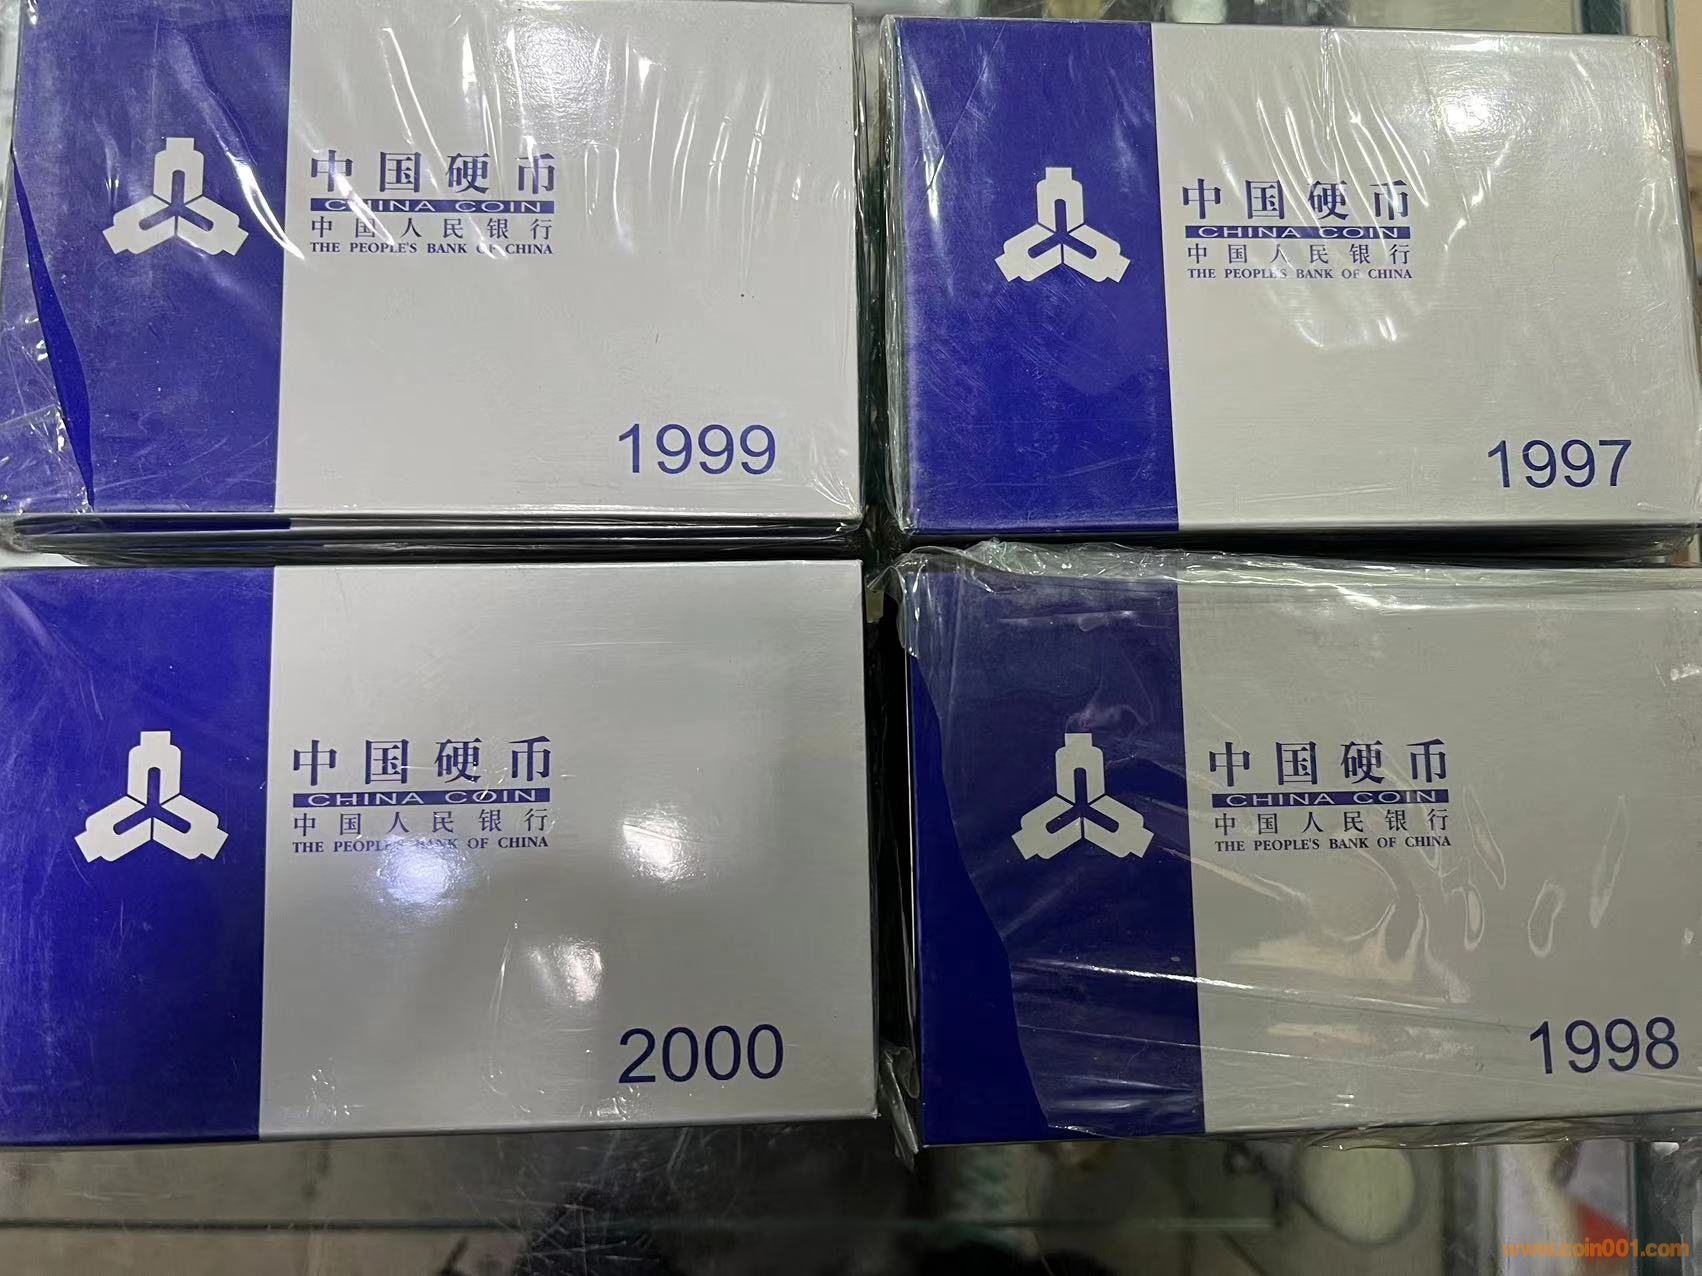 中国硬币
CHINA COIN
中国人民银行
THE PEOPLE'S BANK OF CHINA
1999
中国硬币
CHINA COIN
中国人民银行
THE PEOPLE'S BANK OF CHINA
1997
中国硬币
CHINA COIN
中国人民银行
THE PEOPLE'S BANK OF CHINA
2000
中国硬币
CHINA COIN
中国人民银行
THE PEOPLE'S BANK OF CHINA
1998
www.coin001.com